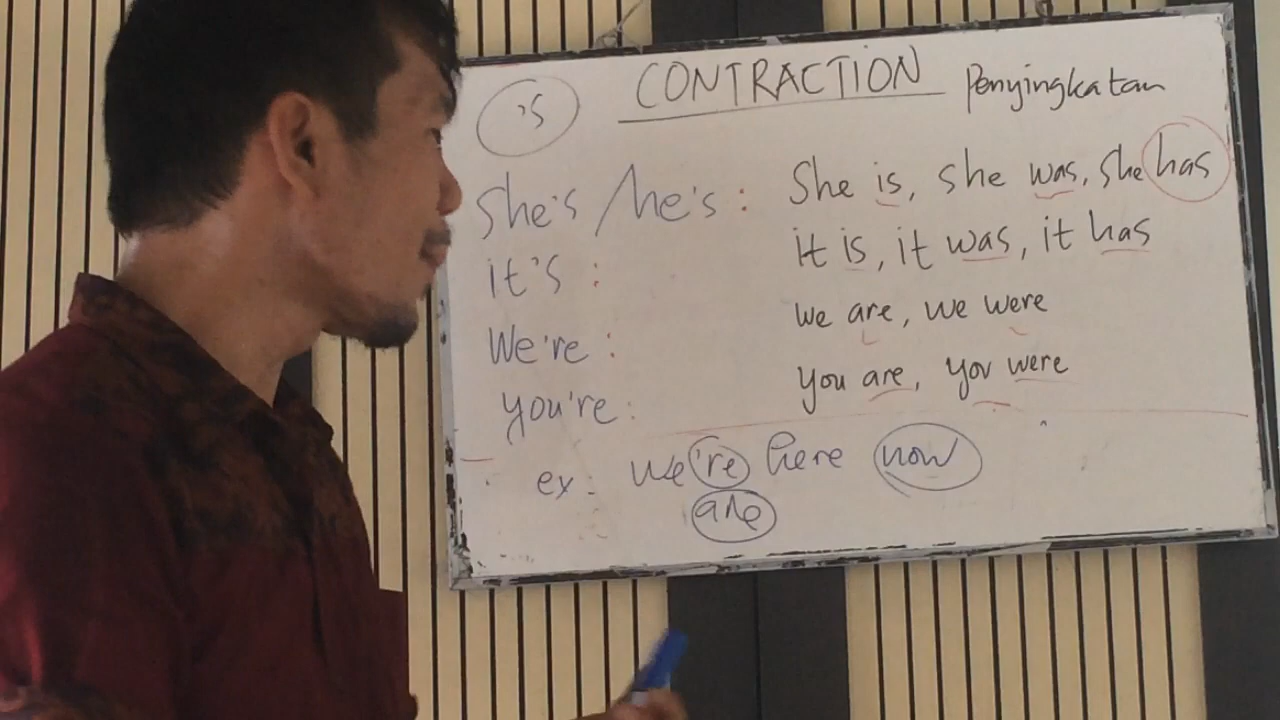 's CONTRACTION Penyingkatan
She's/he's: She is, she was, she has
it's: it is, it was, it has
We're: we are, we were
you're: you are, you were
ex: we're here now
are